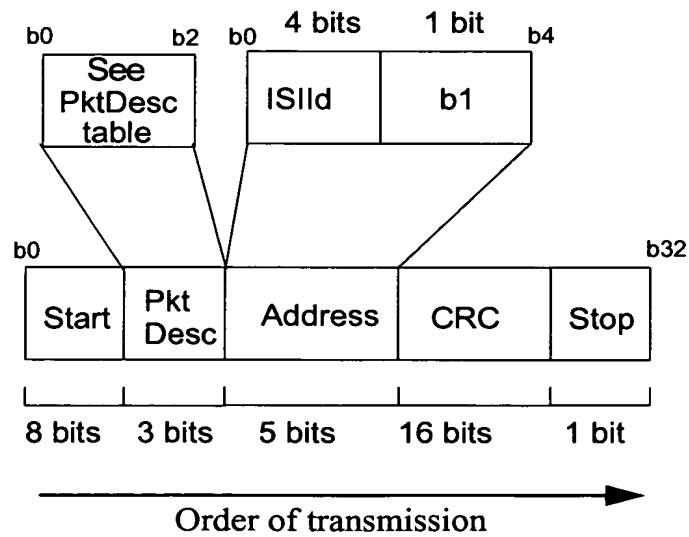 4 bits 1 bit
b0 b2 b0 b4
See
PktDesc
table
ISIId b1
b0 b32
Start Pkt
Desc Address CRC Stop
8 bits 3 bits 5 bits 16 bits 1 bit
Order of transmission